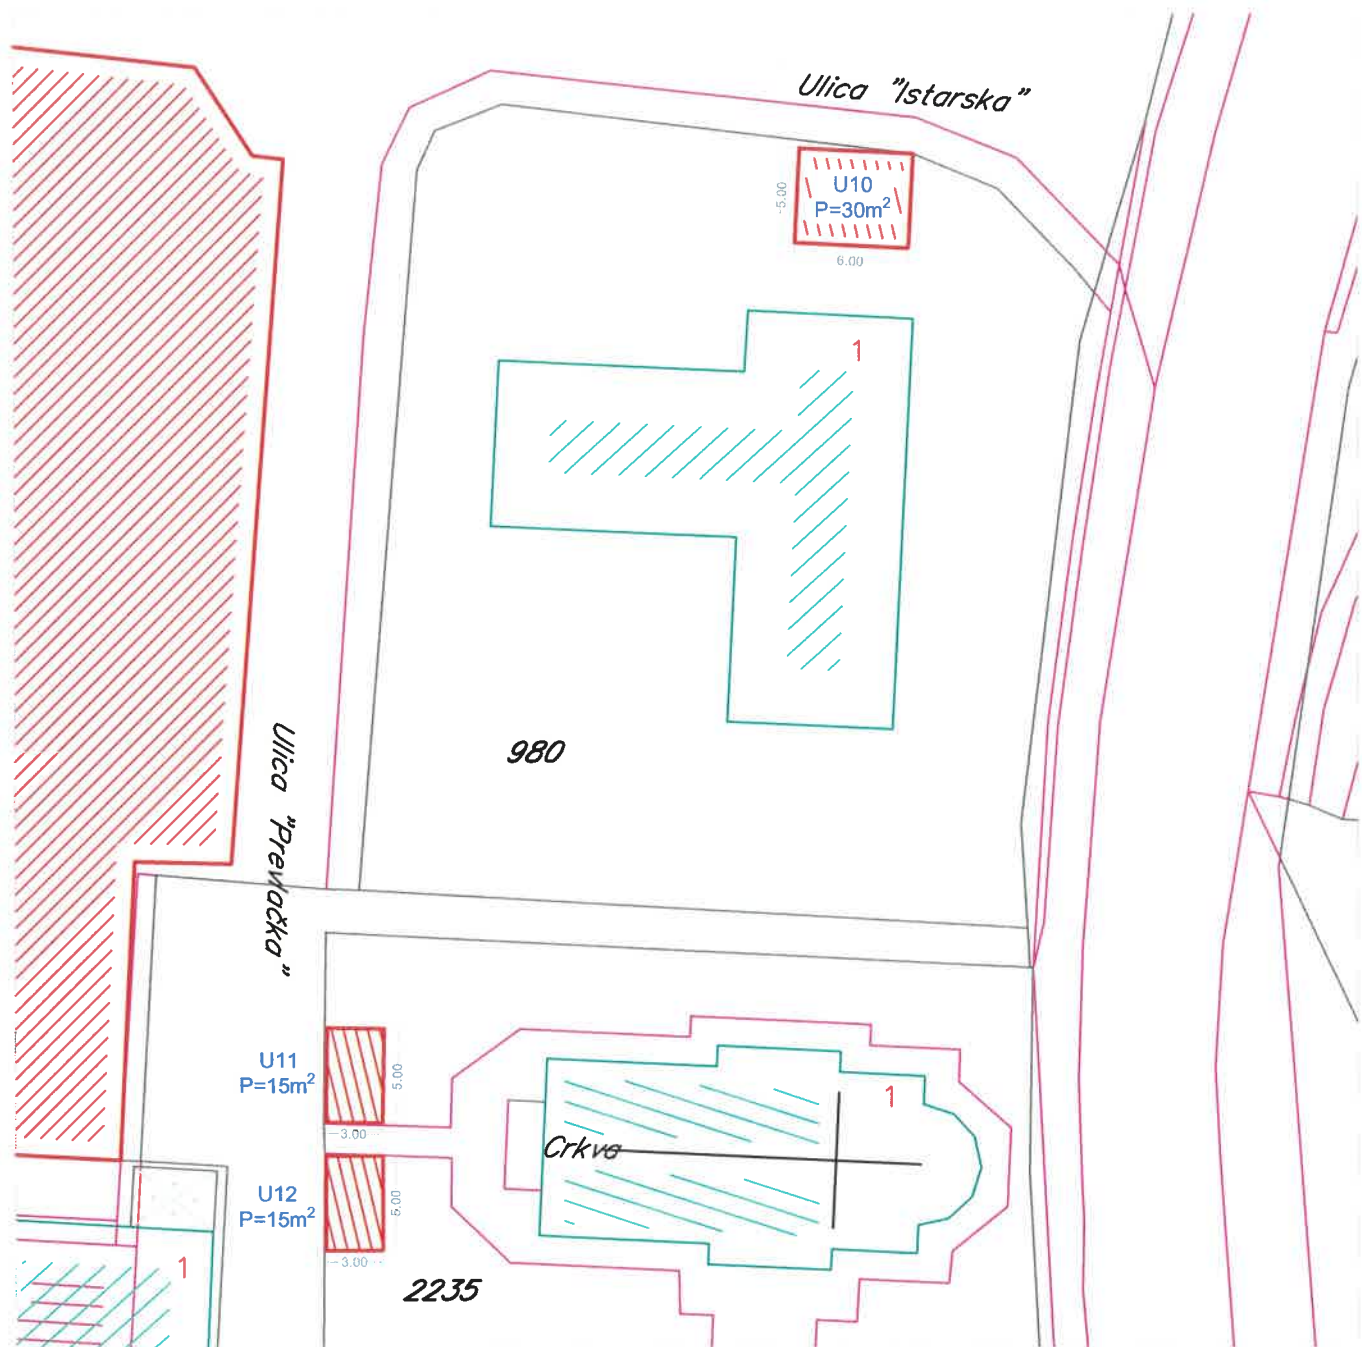 Ulica "Istarska"
U10
P=30m²
5.00
6.00
1
980
Ulica "Prevlačka"
U11
P=15m²
5.00
3.00
1
Crkva
U12
P=15m²
5.00
3.00
1
2235